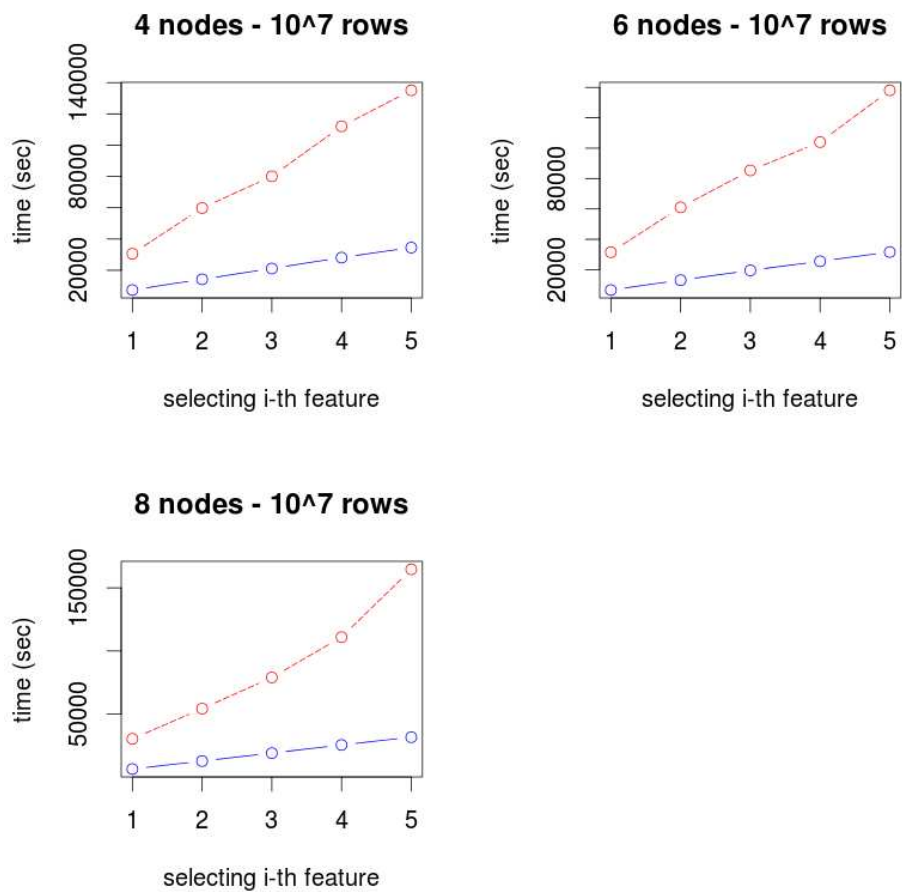 4 nodes - 10^7 rows
time (sec)
140000
80000
20000
1 2 3 4 5
selecting i-th feature
6 nodes - 10^7 rows
time (sec)
80000
20000
1 2 3 4 5
selecting i-th feature
8 nodes - 10^7 rows
time (sec)
150000
50000
1 2 3 4 5
selecting i-th feature